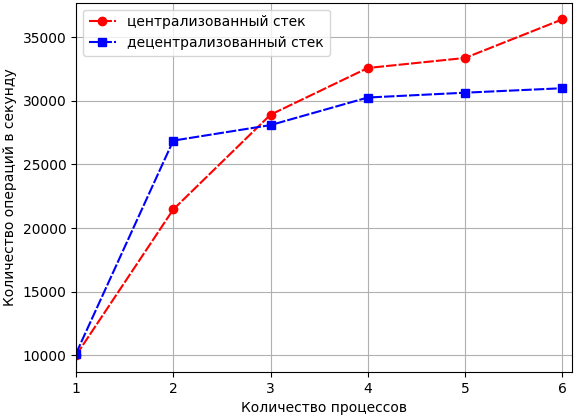 централизованный стек
децентрализованный стек
Количество операций в секунду
35000
30000
25000
20000
15000
10000
1 2 3 4 5 6
Количество процессов